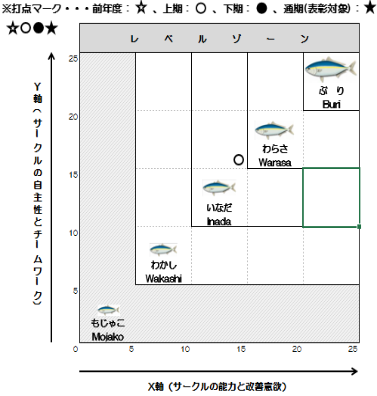 ※打点マーク・・・前年度：☆ 、上期：○ 、下期：● 、通期(表彰対象)：★
☆○●★
レベルゾーン
Y軸（サークルの自主性とチームワーク）
25
20
15
10
5
0
5
10
15
20
25
ぶり
Buri
わらさ
Warasa
いなだ
Inada
わかし
Wakashi
もじゃこ
Mojako
X軸（サークルの能力と改善意欲）